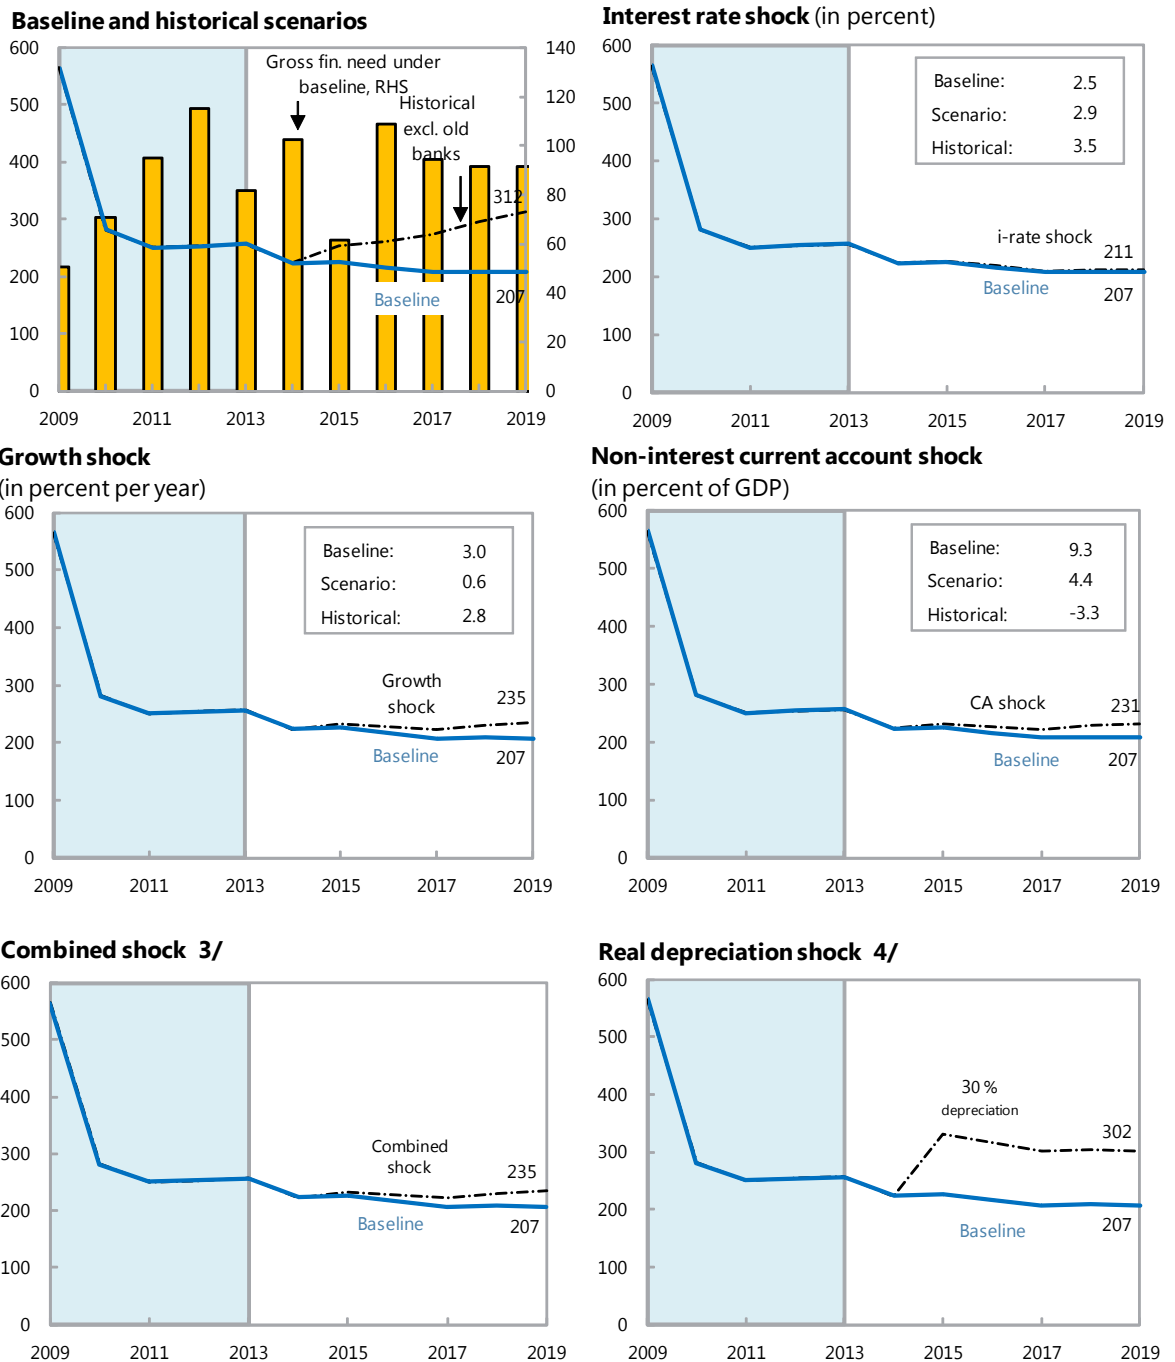 Baseline and historical scenarios
600
500
400
300
200
100
0
140
120
100
80
60
40
20
0
Gross fin. need under
baseline, RHS
Historical
excl. old
banks
312
Baseline
207
2009
2011
2013
2015
2017
2019
Interest rate shock (in percent)
600
500
400
300
200
100
0
Baseline: 2.5
Scenario: 2.9
Historical: 3.5
i-rate shock
211
Baseline
207
2009
2011
2013
2015
2017
2019
Growth shock
(in percent per year)
600
500
400
300
200
100
0
Baseline: 3.0
Scenario: 0.6
Historical: 2.8
Growth
shock
235
Baseline
207
2009
2011
2013
2015
2017
2019
Non-interest current account shock
(in percent of GDP)
600
500
400
300
200
100
0
Baseline: 9.3
Scenario: 4.4
Historical: -3.3
CA shock
231
Baseline
207
2009
2011
2013
2015
2017
2019
Combined shock 3/
600
500
400
300
200
100
0
Combined
shock
235
Baseline
207
2009
2011
2013
2015
2017
2019
Real depreciation shock 4/
600
500
400
300
200
100
0
30 %
depreciation
302
Baseline
207
2009
2011
2013
2015
2017
2019